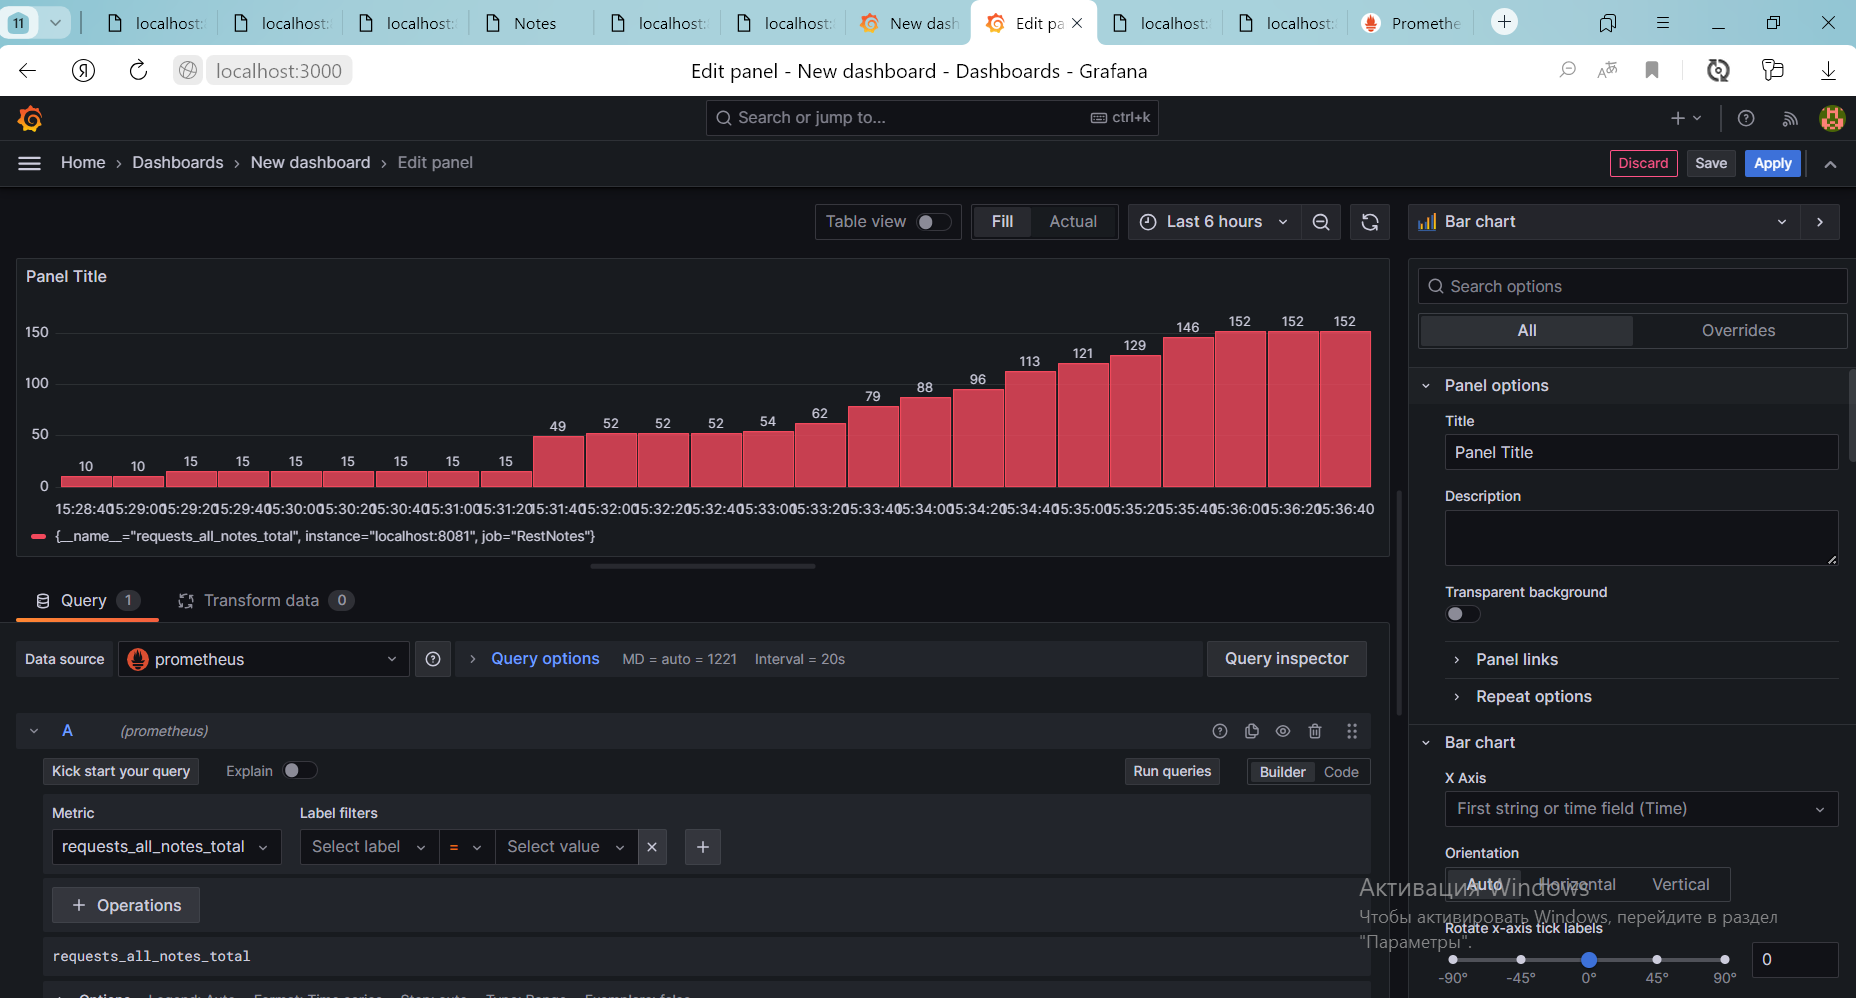 11 localhost: localhost: localhost: Notes localhost: localhost: New dash Edit pa localhost: localhost: Promethe
localhost:3000 Edit panel - New dashboard - Dashboards - Grafana
Search or jump to... ctrl+k
Home › Dashboards › New dashboard › Edit panel Discard Save Apply
Table view Fill Actual Last 6 hours Bar chart
Panel Title
Search options
All Overrides
150
100
50
0
10 10 15 15 15 15 15 15 15 49 52 52 52 54 62 79 88 96 113 121 129 146 152 152 152
15:28:40 15:29:00 15:29:20 15:29:40 15:30:00 15:30:20 15:30:40 15:31:00 15:31:20 15:31:40 15:32:00 15:32:20 15:32:40 15:33:00 15:33:20 15:33:40 15:34:00 15:34:20 15:34:40 15:35:00 15:35:20 15:35:40 15:36:00 15:36:20 15:36:40
{__name__="requests_all_notes_total", instance="localhost:8081", job="RestNotes"}
Panel options
Title
Panel Title
Description
Transparent background
Panel links
Repeat options
Query 1 Transform data 0
Data source prometheus Query options MD = auto = 1221 Interval = 20s Query inspector
A (prometheus)
Kick start your query Explain Run queries Builder Code
Metric Label filters
requests_all_notes_total Select label = Select value
+ Operations
requests_all_notes_total
Options Legend: Auto Format: Time series Step: auto Type: Range Exemplars: false
Bar chart
X Axis
First string or time field (Time)
Orientation
Auto Horizontal Vertical
Rotate x-axis tick labels
-90° -45° 0° 45° 90° 0
Активация Windows
Чтобы активировать Windows, перейдите в раздел
"Параметры".